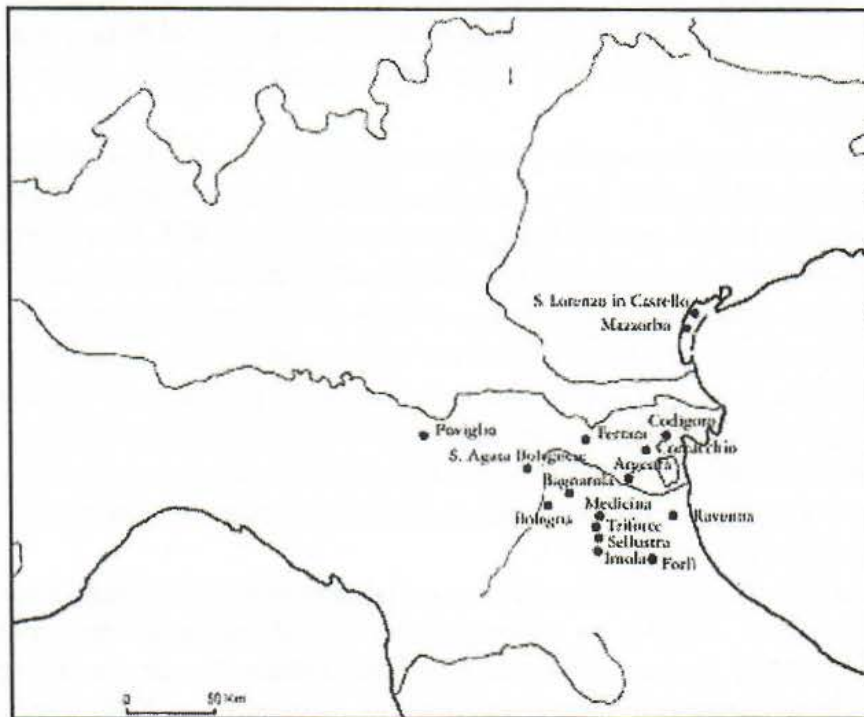 S. Lorenzo in Castello
Mazzorba
Poviglio
Ferrara
Codigoro
Comacchio
S. Agata Bolognese
Argenta
Bagnarola
Medicina
Bologna
Ravenna
Triforce
Sellustra
Imola
Forlì
0 50 Km